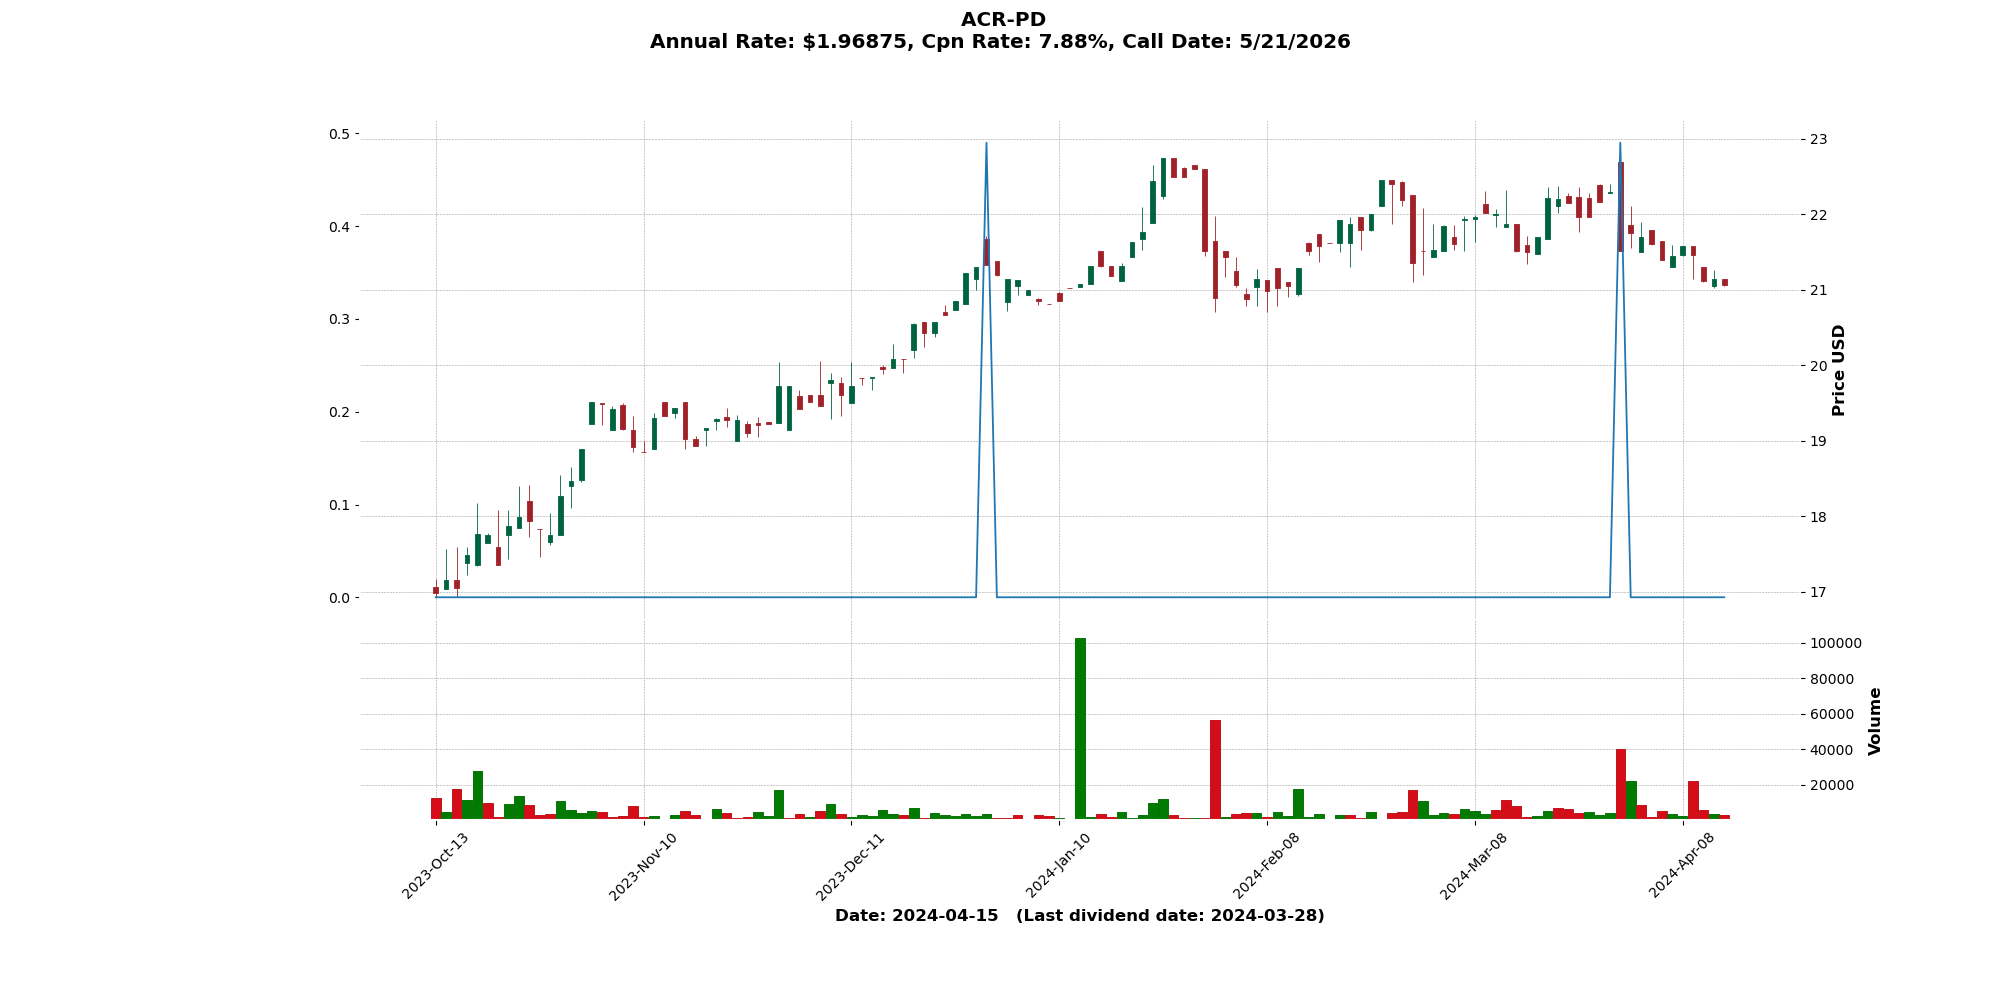 ACR-PD
Annual Rate: $1.96875, Cpn Rate: 7.88%, Call Date: 5/21/2026
0.5
0.4
0.3
0.2
0.1
0.0
23
22
21
20
19
18
17
Price USD
100000
80000
60000
40000
20000
Volume
2023-Oct-13
2023-Nov-10
2023-Dec-11
2024-Jan-10
2024-Feb-08
2024-Mar-08
2024-Apr-08
Date: 2024-04-15   (Last dividend date: 2024-03-28)